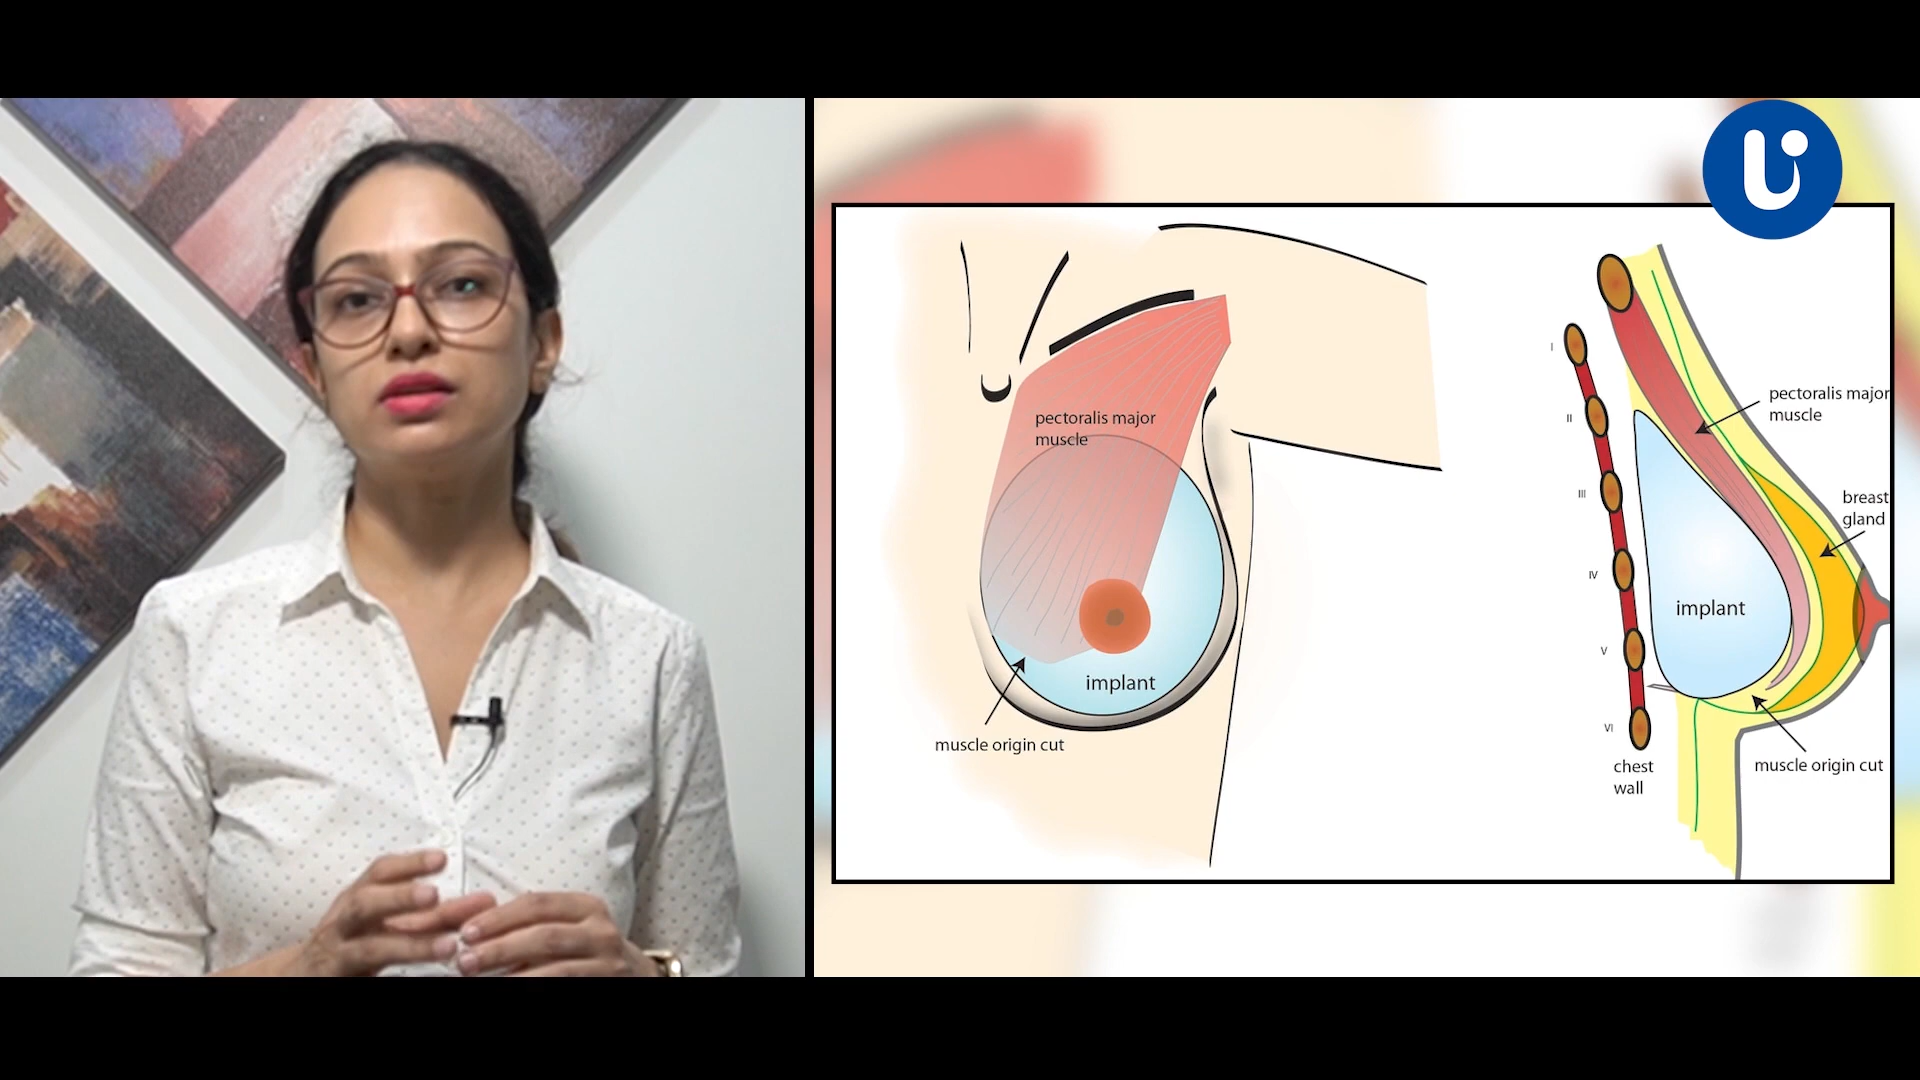 pectoralis major
muscle
implant
muscle origin cut
I
II
III
IV
V
VI
chest
wall
pectoralis major
muscle
breast
gland
implant
muscle origin cut